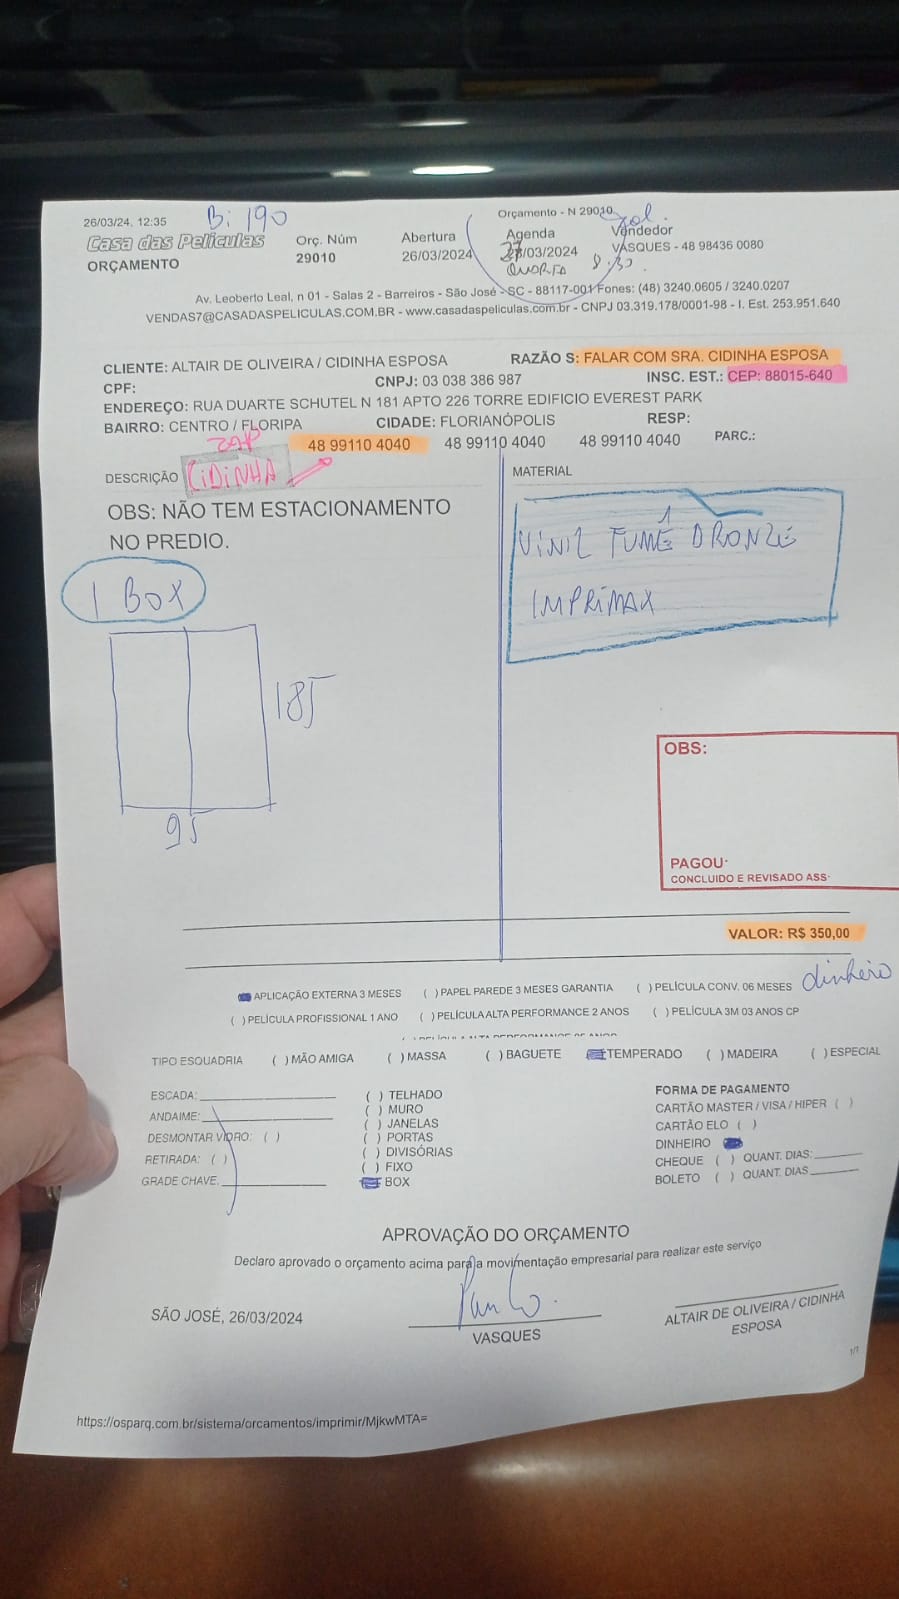 26/03/24, 12:35
Bi 190
Orçamento - N 29010
Casa das Películas
ORÇAMENTO
Orç. Núm
29010
Abertura
26/03/2024
Agenda
27/03/2024
QUARTA 8:30
Vendedor
VASQUES - 48 98436 0080
Av. Leoberto Leal, n 01 - Salas 2 - Barreiros - São José - SC - 88117-001 Fones: (48) 3240.0605 / 3240.0207
VENDAS7@CASADASPELICULAS.COM.BR - www.casadaspeliculas.com.br - CNPJ 03.319.178/0001-98 - I. Est. 253.951.640
CLIENTE: ALTAIR DE OLIVEIRA / CIDINHA ESPOSA RAZÃO S: FALAR COM SRA. CIDINHA ESPOSA
CPF: CNPJ: 03 038 386 987 INSC. EST.: CEP: 88015-640
ENDEREÇO: RUA DUARTE SCHUTEL N 181 APTO 226 TORRE EDIFICIO EVEREST PARK
BAIRRO: CENTRO / FLORIPA CIDADE: FLORIANÓPOLIS RESP:
ZAP 48 99110 4040 48 99110 4040 48 99110 4040 PARC.:
DESCRIÇÃO CIDINHA
MATERIAL
OBS: NÃO TEM ESTACIONAMENTO
NO PREDIO.
1 BOX
185
95
VINIL FUMÊ BRONZE
IMPRIMAX
OBS:
PAGOU:
CONCLUIDO E REVISADO ASS:
VALOR: R$ 350,00
dinheiro
APLICAÇÃO EXTERNA 3 MESES ( ) PAPEL PAREDE 3 MESES GARANTIA ( ) PELÍCULA CONV. 06 MESES
( ) PELÍCULA PROFISSIONAL 1 ANO ( ) PELÍCULA ALTA PERFORMANCE 2 ANOS ( ) PELÍCULA 3M 03 ANOS CP
TIPO ESQUADRIA ( ) MÃO AMIGA ( ) MASSA ( ) BAGUETE TEMPERADO ( ) MADEIRA ( ) ESPECIAL
ESCADA:
ANDAIME:
DESMONTAR VIDRO: ( )
RETIRADA: ( )
GRADE CHAVE.
( ) TELHADO
( ) MURO
( ) JANELAS
( ) PORTAS
( ) DIVISÓRIAS
( ) FIXO
BOX
FORMA DE PAGAMENTO
CARTÃO MASTER / VISA / HIPER ( )
CARTÃO ELO ( )
DINHEIRO
CHEQUE ( ) QUANT. DIAS:
BOLETO ( ) QUANT. DIAS
APROVAÇÃO DO ORÇAMENTO
Declaro aprovado o orçamento acima para a movimentação empresarial para realizar este serviço
SÃO JOSÉ, 26/03/2024
VASQUES
ALTAIR DE OLIVEIRA / CIDINHA
ESPOSA
1/1
https://osparq.com.br/sistema/orcamentos/imprimir/MjkwMTA=